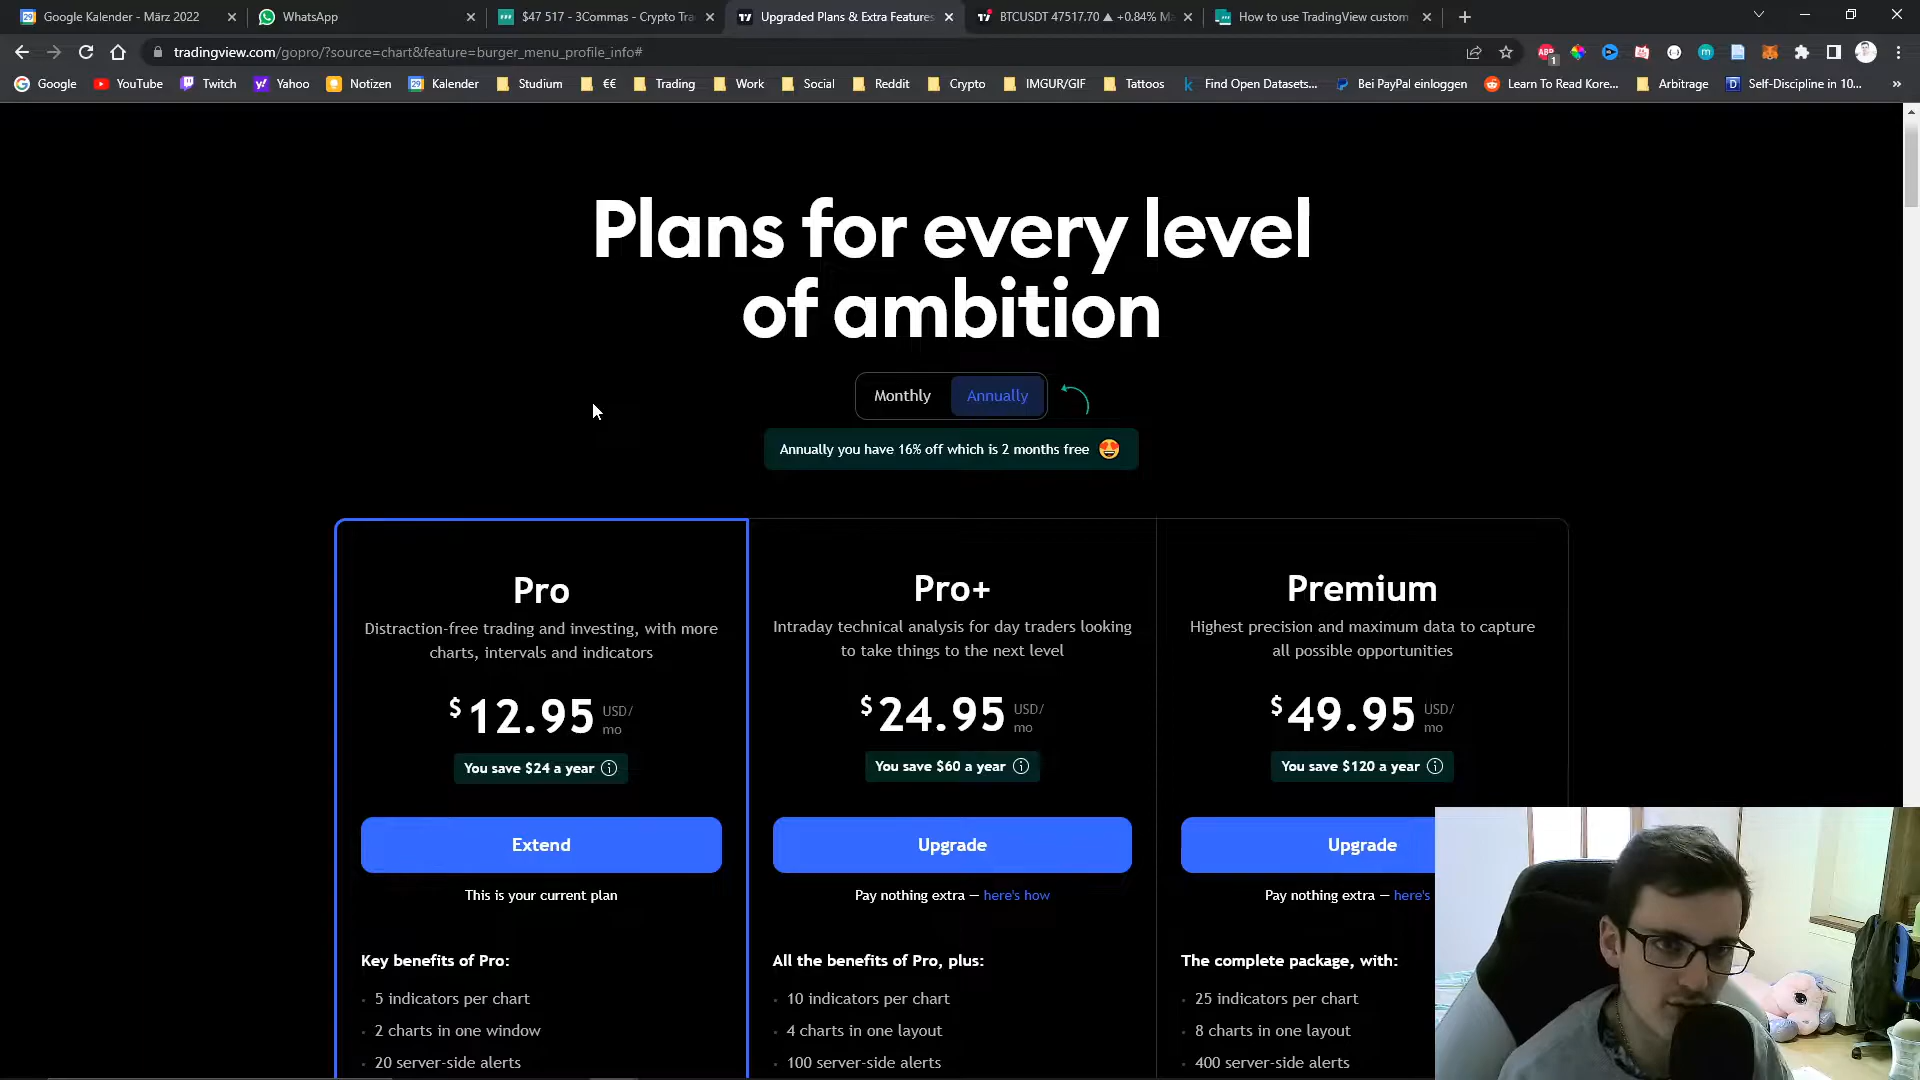 Google Kalender - März 2022
WhatsApp
$47 517 - 3Commas - Crypto Tra
Upgraded Plans & Extra Features
BTCUSDT 47517.70 ▲ +0.84% Ma
How to use TradingView custom
tradingview.com/gopro/?source=chart&feature=burger_menu_profile_info#
Google
YouTube
Twitch
Yahoo
Notizen
Kalender
Studium
€€
Trading
Work
Social
Reddit
Crypto
IMGUR/GIF
Tattoos
Find Open Datasets...
Bei PayPal einloggen
Learn To Read Kore...
Arbitrage
Self-Discipline in 10...
Plans for every level
of ambition
Monthly
Annually
Annually you have 16% off which is 2 months free
Pro
Distraction-free trading and investing, with more
charts, intervals and indicators
$12.95 USD/
mo
You save $24 a year
Extend
This is your current plan
Key benefits of Pro:
5 indicators per chart
2 charts in one window
20 server-side alerts
Pro+
Intraday technical analysis for day traders looking
to take things to the next level
$24.95 USD/
mo
You save $60 a year
Upgrade
Pay nothing extra — here's how
All the benefits of Pro, plus:
10 indicators per chart
4 charts in one layout
100 server-side alerts
Premium
Highest precision and maximum data to capture
all possible opportunities
$49.95 USD/
mo
You save $120 a year
Upgrade
Pay nothing extra — here's
The complete package, with:
25 indicators per chart
8 charts in one layout
400 server-side alerts